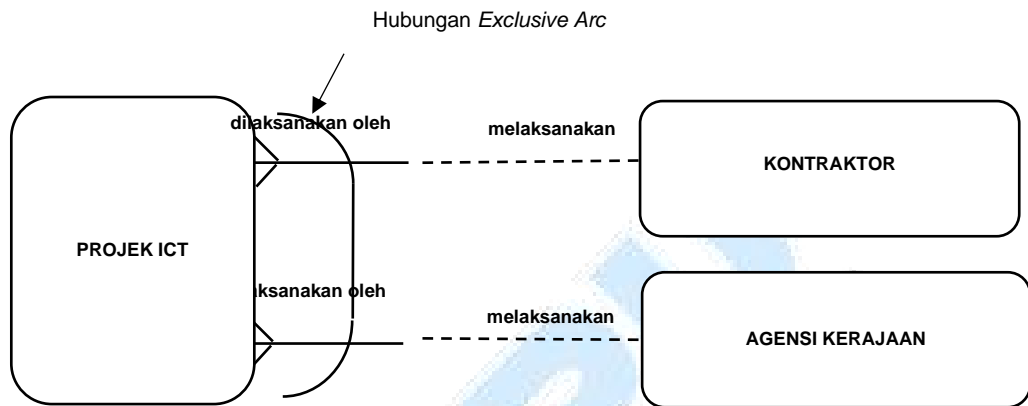 Hubungan Exclusive Arc
dilaksanakan oleh
melaksanakan
KONTRAKTOR
PROJEK ICT
aksanakan oleh
melaksanakan
AGENSI KERAJAAN